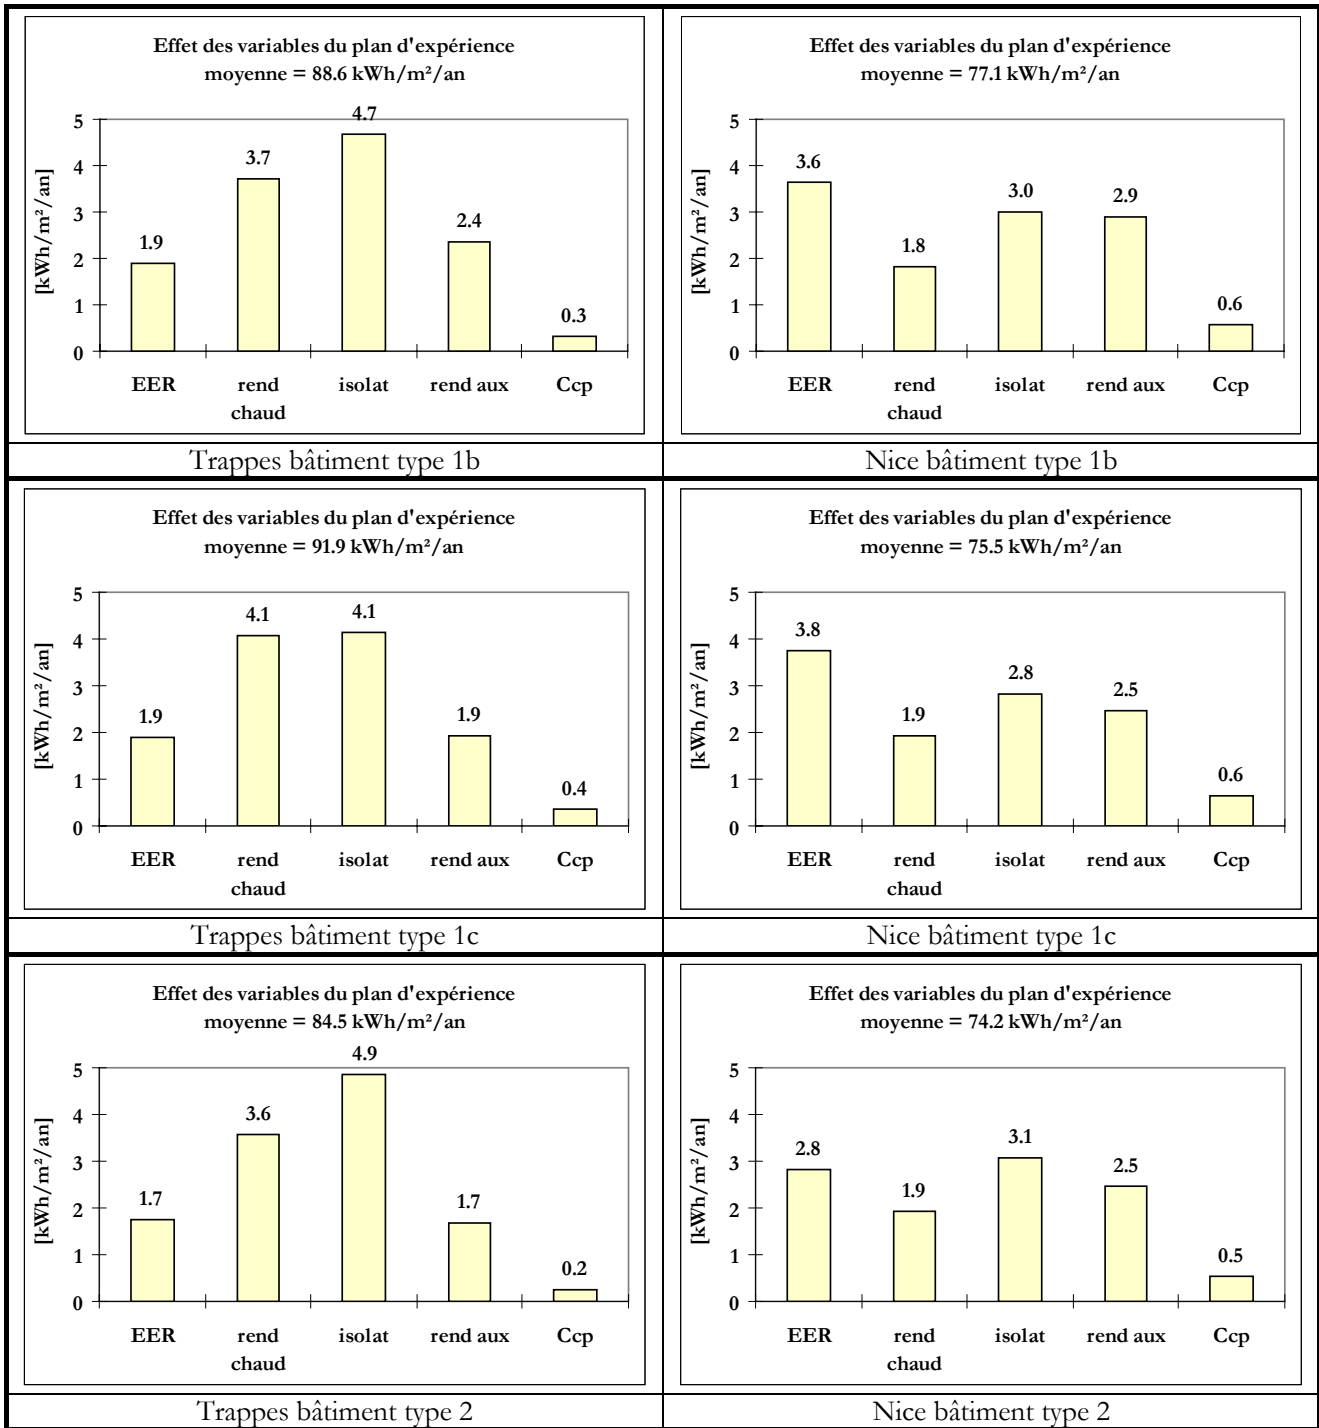 Effet des variables du plan d'expérience
moyenne = 88.6 kWh/m²/an
[kWh/m²/an]
5
4
3
2
1
0
1.9
3.7
4.7
2.4
0.3
EER
rend chaud
isolat
rend aux
Ccp
Trappes bâtiment type 1b
Effet des variables du plan d'expérience
moyenne = 77.1 kWh/m²/an
[kWh/m²/an]
5
4
3
2
1
0
3.6
1.8
3.0
2.9
0.6
EER
rend chaud
isolat
rend aux
Ccp
Nice bâtiment type 1b
Effet des variables du plan d'expérience
moyenne = 91.9 kWh/m²/an
[kWh/m²/an]
5
4
3
2
1
0
1.9
4.1
4.1
1.9
0.4
EER
rend chaud
isolat
rend aux
Ccp
Trappes bâtiment type 1c
Effet des variables du plan d'expérience
moyenne = 75.5 kWh/m²/an
[kWh/m²/an]
5
4
3
2
1
0
3.8
1.9
2.8
2.5
0.6
EER
rend chaud
isolat
rend aux
Ccp
Nice bâtiment type 1c
Effet des variables du plan d'expérience
moyenne = 84.5 kWh/m²/an
[kWh/m²/an]
5
4
3
2
1
0
1.7
3.6
4.9
1.7
0.2
EER
rend chaud
isolat
rend aux
Ccp
Trappes bâtiment type 2
Effet des variables du plan d'expérience
moyenne = 74.2 kWh/m²/an
[kWh/m²/an]
5
4
3
2
1
0
2.8
1.9
3.1
2.5
0.5
EER
rend chaud
isolat
rend aux
Ccp
Nice bâtiment type 2